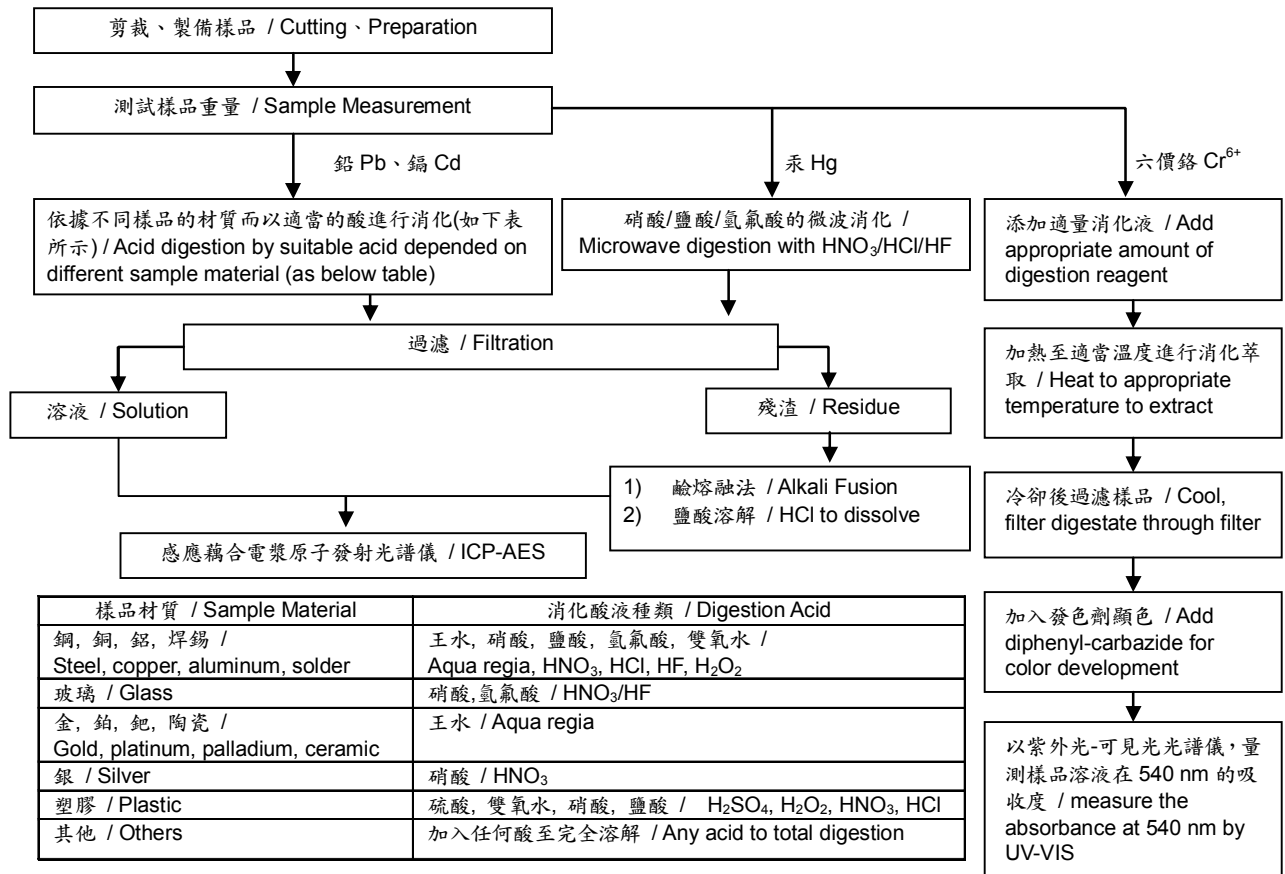 剪裁、製備樣品 / Cutting、Preparation
測試樣品重量 / Sample Measurement
鉛 Pb、鎘 Cd
汞 Hg
六價鉻 Cr⁶⁺
依據不同樣品的材質而以適當的酸進行消化(如下表
所示) / Acid digestion by suitable acid depended on
different sample material (as below table)
硝酸/鹽酸/氫氟酸的微波消化 /
Microwave digestion with HNO₃/HCl/HF
添加適量消化液 / Add
appropriate amount of
digestion reagent
過濾 / Filtration
加熱至適當溫度進行消化萃
取 / Heat to appropriate
temperature to extract
溶液 / Solution
殘渣 / Residue
1) 鹼熔融法 / Alkali Fusion
2) 鹽酸溶解 / HCl to dissolve
冷卻後過濾樣品 / Cool,
filter digestate through filter
感應藕合電漿原子發射光譜儀 / ICP-AES
加入發色劑顯色 / Add
diphenyl-carbazide for
color development
以紫外光-可見光光譜儀，量
測樣品溶液在 540 nm 的吸
收度 / measure the
absorbance at 540 nm by
UV-VIS
樣品材質 / Sample Material 消化酸液種類 / Digestion Acid
鋼, 銅, 鋁, 焊錫 / 王水, 硝酸, 鹽酸, 氫氟酸, 雙氧水 /
Steel, copper, aluminum, solder Aqua regia, HNO₃, HCl, HF, H₂O₂
玻璃 / Glass 硝酸,氫氟酸 / HNO₃/HF
金, 鉑, 鈀, 陶瓷 / 王水 / Aqua regia
Gold, platinum, palladium, ceramic
銀 / Silver 硝酸 / HNO₃
塑膠 / Plastic 硫酸, 雙氧水, 硝酸, 鹽酸 / H₂SO₄, H₂O₂, HNO₃, HCl
其他 / Others 加入任何酸至完全溶解 / Any acid to total digestion